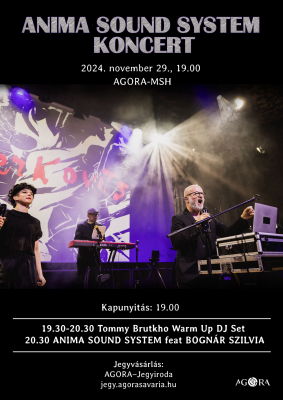 ANIMA SOUND SYSTEM
KONCERT
2024. november 29., 19.00
AGORA-MSH
Kapunyitás: 19.00
19.30-20.30 Tommy Brutkho Warm Up DJ Set
20.30 ANIMA SOUND SYSTEM feat BOGNÁR SZILVIA
Jegyvásárlás:
AGORA-Jegyiroda
jegy.agorasavaria.hu
AGORA